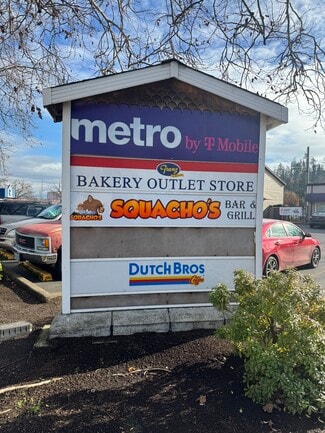 metro by T Mobile
Franz
BAKERY OUTLET STORE
SQUACHO'S BAR &
GRILL
SQUACHO'S
DUTCH BROS